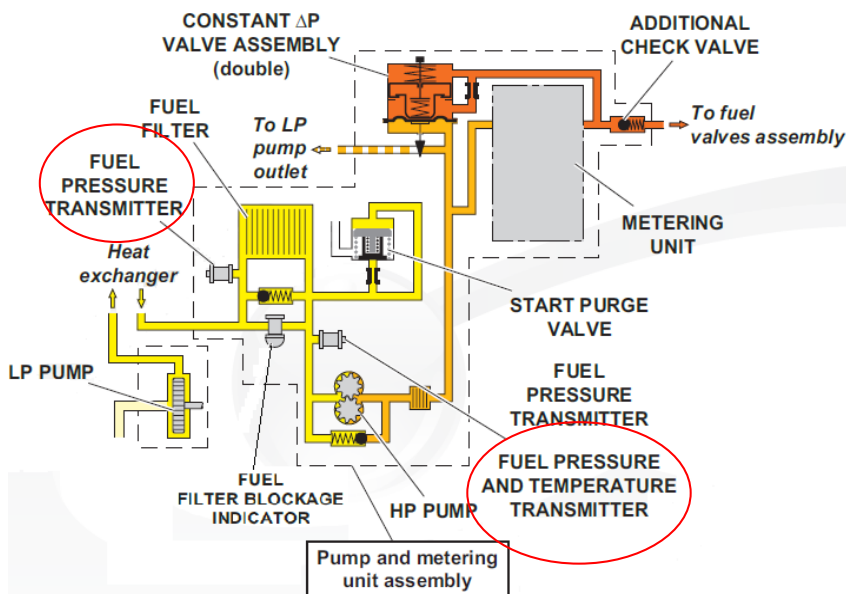 CONSTANT ΔP
VALVE ASSEMBLY
(double)
ADDITIONAL
CHECK VALVE
FUEL
FILTER
To LP
pump
outlet
To fuel
valves assembly
FUEL
PRESSURE
TRANSMITTER
METERING
UNIT
Heat
exchanger
START PURGE
VALVE
LP PUMP
FUEL
PRESSURE
TRANSMITTER
FUEL PRESSURE
AND TEMPERATURE
TRANSMITTER
FUEL
FILTER BLOCKAGE
INDICATOR
HP PUMP
Pump and metering
unit assembly